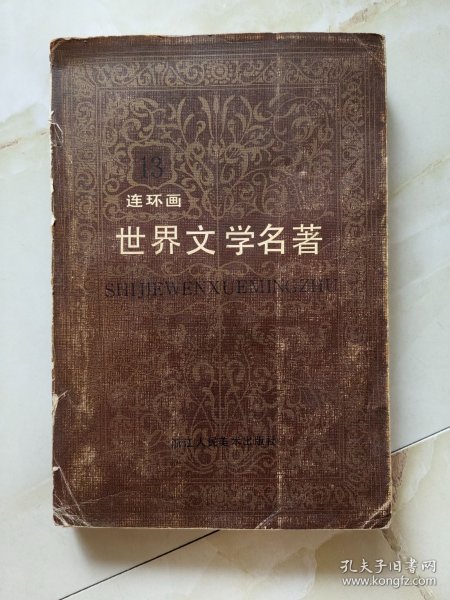 13
连环画
世界文学名著
SHIJIEWENXUEMINGZHU
浙江人民美术出版社
孔夫子旧书网
www.kongfz.com